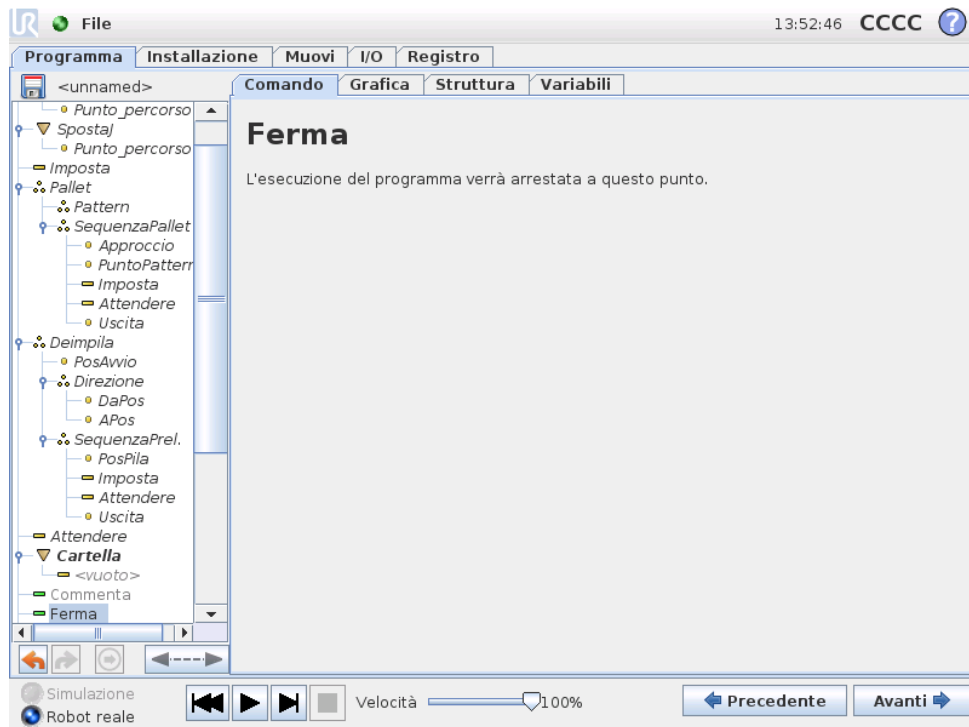 UR File 13:52:46 CCCC ?
Programma Installazione Muovi I/O Registro
<unnamed> Comando Grafica Struttura Variabili
Punto_percorso
SpostaJ
Punto_percorso
Imposta
Pallet
Pattern
SequenzaPallet
Approccio
PuntoPattern
Imposta
Attendere
Uscita
Deimpila
PosAvvio
Direzione
DaPos
APos
SequenzaPrel.
PosPila
Imposta
Attendere
Uscita
Attendere
Cartella
<vuoto>
Commenta
Ferma
Ferma
L'esecuzione del programma verrà arrestata a questo punto.
Simulazione
Robot reale
Velocità 100%
Precedente Avanti